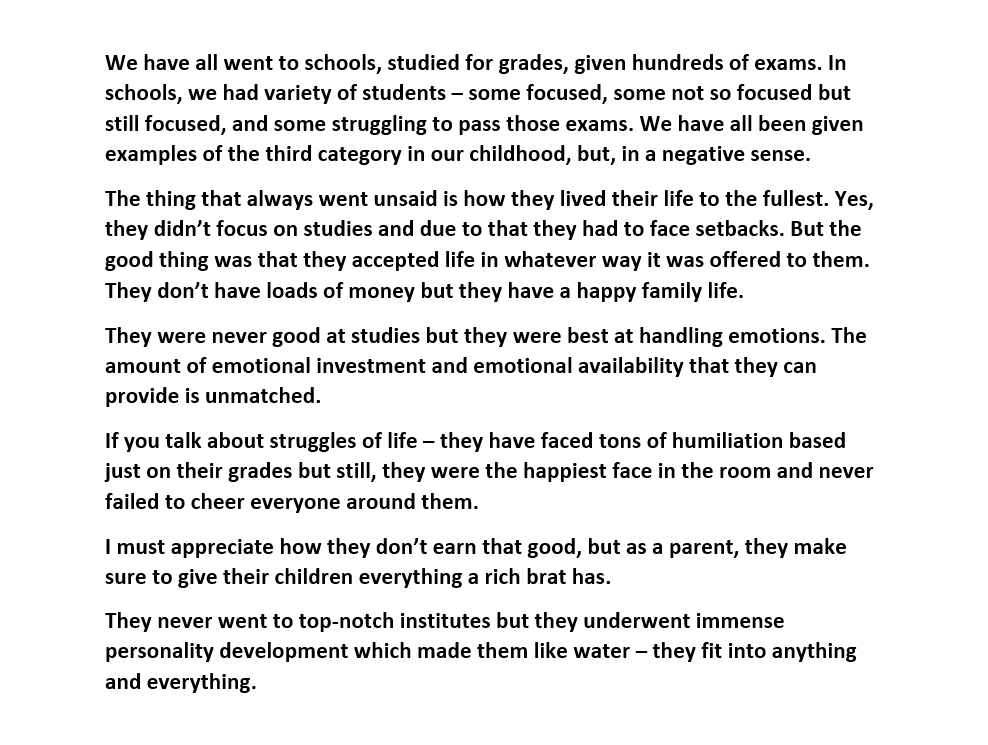 We have all went to schools, studied for grades, given hundreds of exams. In
schools, we had variety of students – some focused, some not so focused but
still focused, and some struggling to pass those exams. We have all been given
examples of the third category in our childhood, but, in a negative sense.
The thing that always went unsaid is how they lived their life to the fullest. Yes,
they didn’t focus on studies and due to that they had to face setbacks. But the
good thing was that they accepted life in whatever way it was offered to them.
They don’t have loads of money but they have a happy family life.
They were never good at studies but they were best at handling emotions. The
amount of emotional investment and emotional availability that they can
provide is unmatched.
If you talk about struggles of life – they have faced tons of humiliation based
just on their grades but still, they were the happiest face in the room and never
failed to cheer everyone around them.
I must appreciate how they don’t earn that good, but as a parent, they make
sure to give their children everything a rich brat has.
They never went to top-notch institutes but they underwent immense
personality development which made them like water – they fit into anything
and everything.